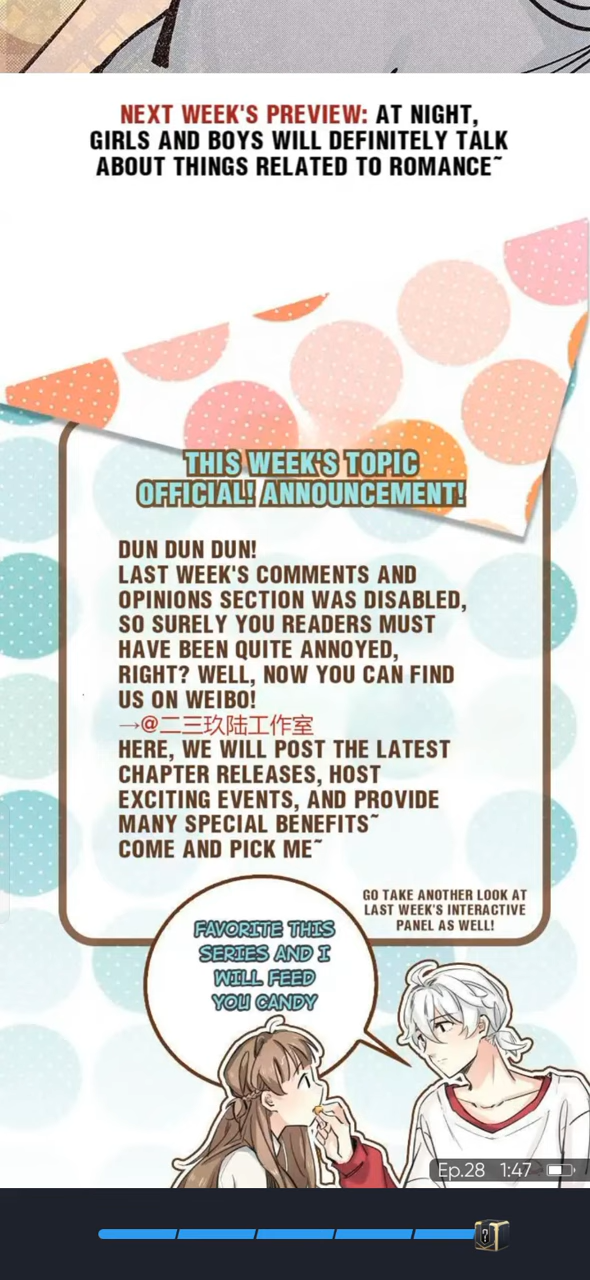 NEXT WEEK'S PREVIEW: AT NIGHT,
GIRLS AND BOYS WILL DEFINITELY TALK
ABOUT THINGS RELATED TO ROMANCE~
THIS WEEK'S TOPIC
OFFICIAL! ANNOUNCEMENT!
DUN DUN DUN!
LAST WEEK'S COMMENTS AND
OPINIONS SECTION WAS DISABLED,
SO SURELY YOU READERS MUST
HAVE BEEN QUITE ANNOYED,
RIGHT? WELL, NOW YOU CAN FIND
US ON WEIBO!
→@二三玖陆工作室
HERE, WE WILL POST THE LATEST
CHAPTER RELEASES, HOST
EXCITING EVENTS, AND PROVIDE
MANY SPECIAL BENEFITS~
COME AND PICK ME~
GO TAKE ANOTHER LOOK AT
LAST WEEK'S INTERACTIVE
PANEL AS WELL!
FAVORITE THIS
SERIES AND I
WILL FEED
YOU CANDY
Ep.28 1:47
?